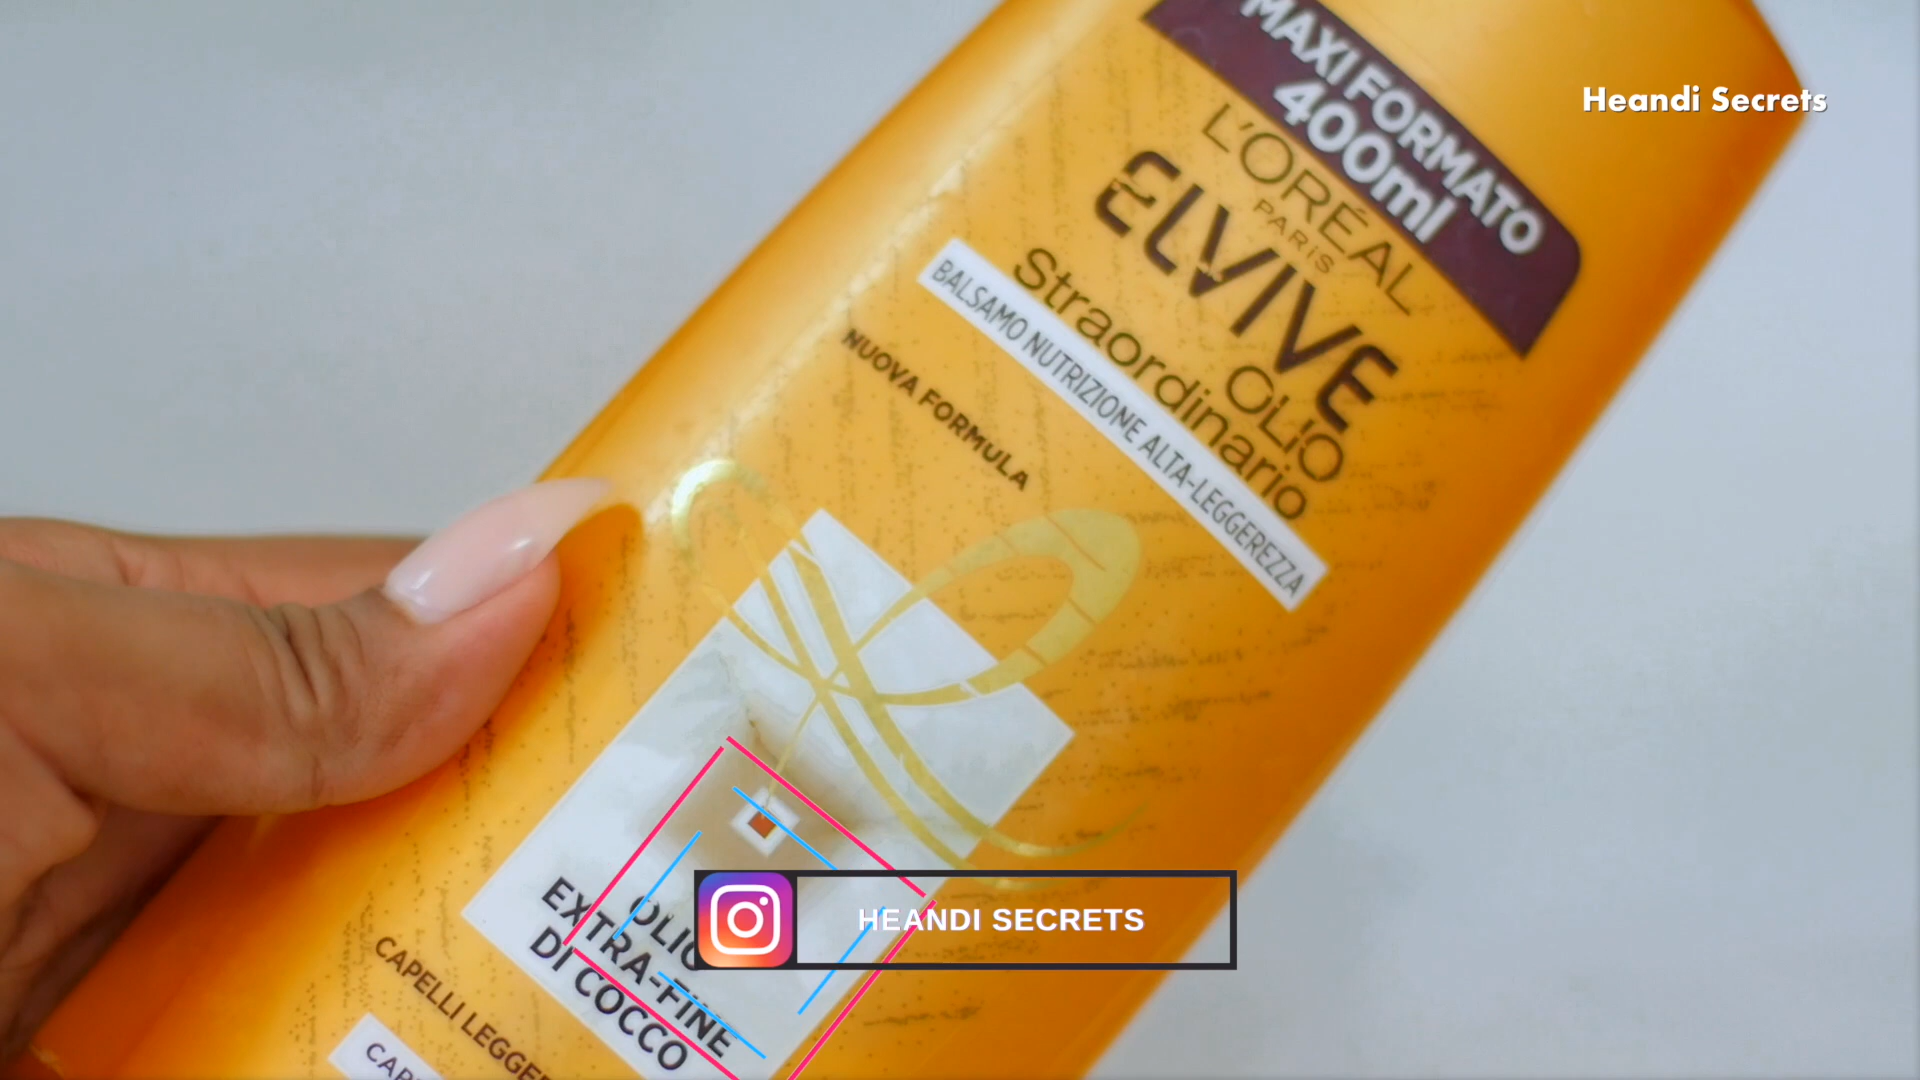 MAXI FORMATO
400ml
Heandi Secrets
L'ORÉAL
PARIS
ELVIVE
OLIO
Straordinario
BALSAMO NUTRIZIONE ALTA-LEGGEREZZA
NUOVA FORMULA
OLIO
EXTRA-FINE
DI COCCO
HEANDI SECRETS